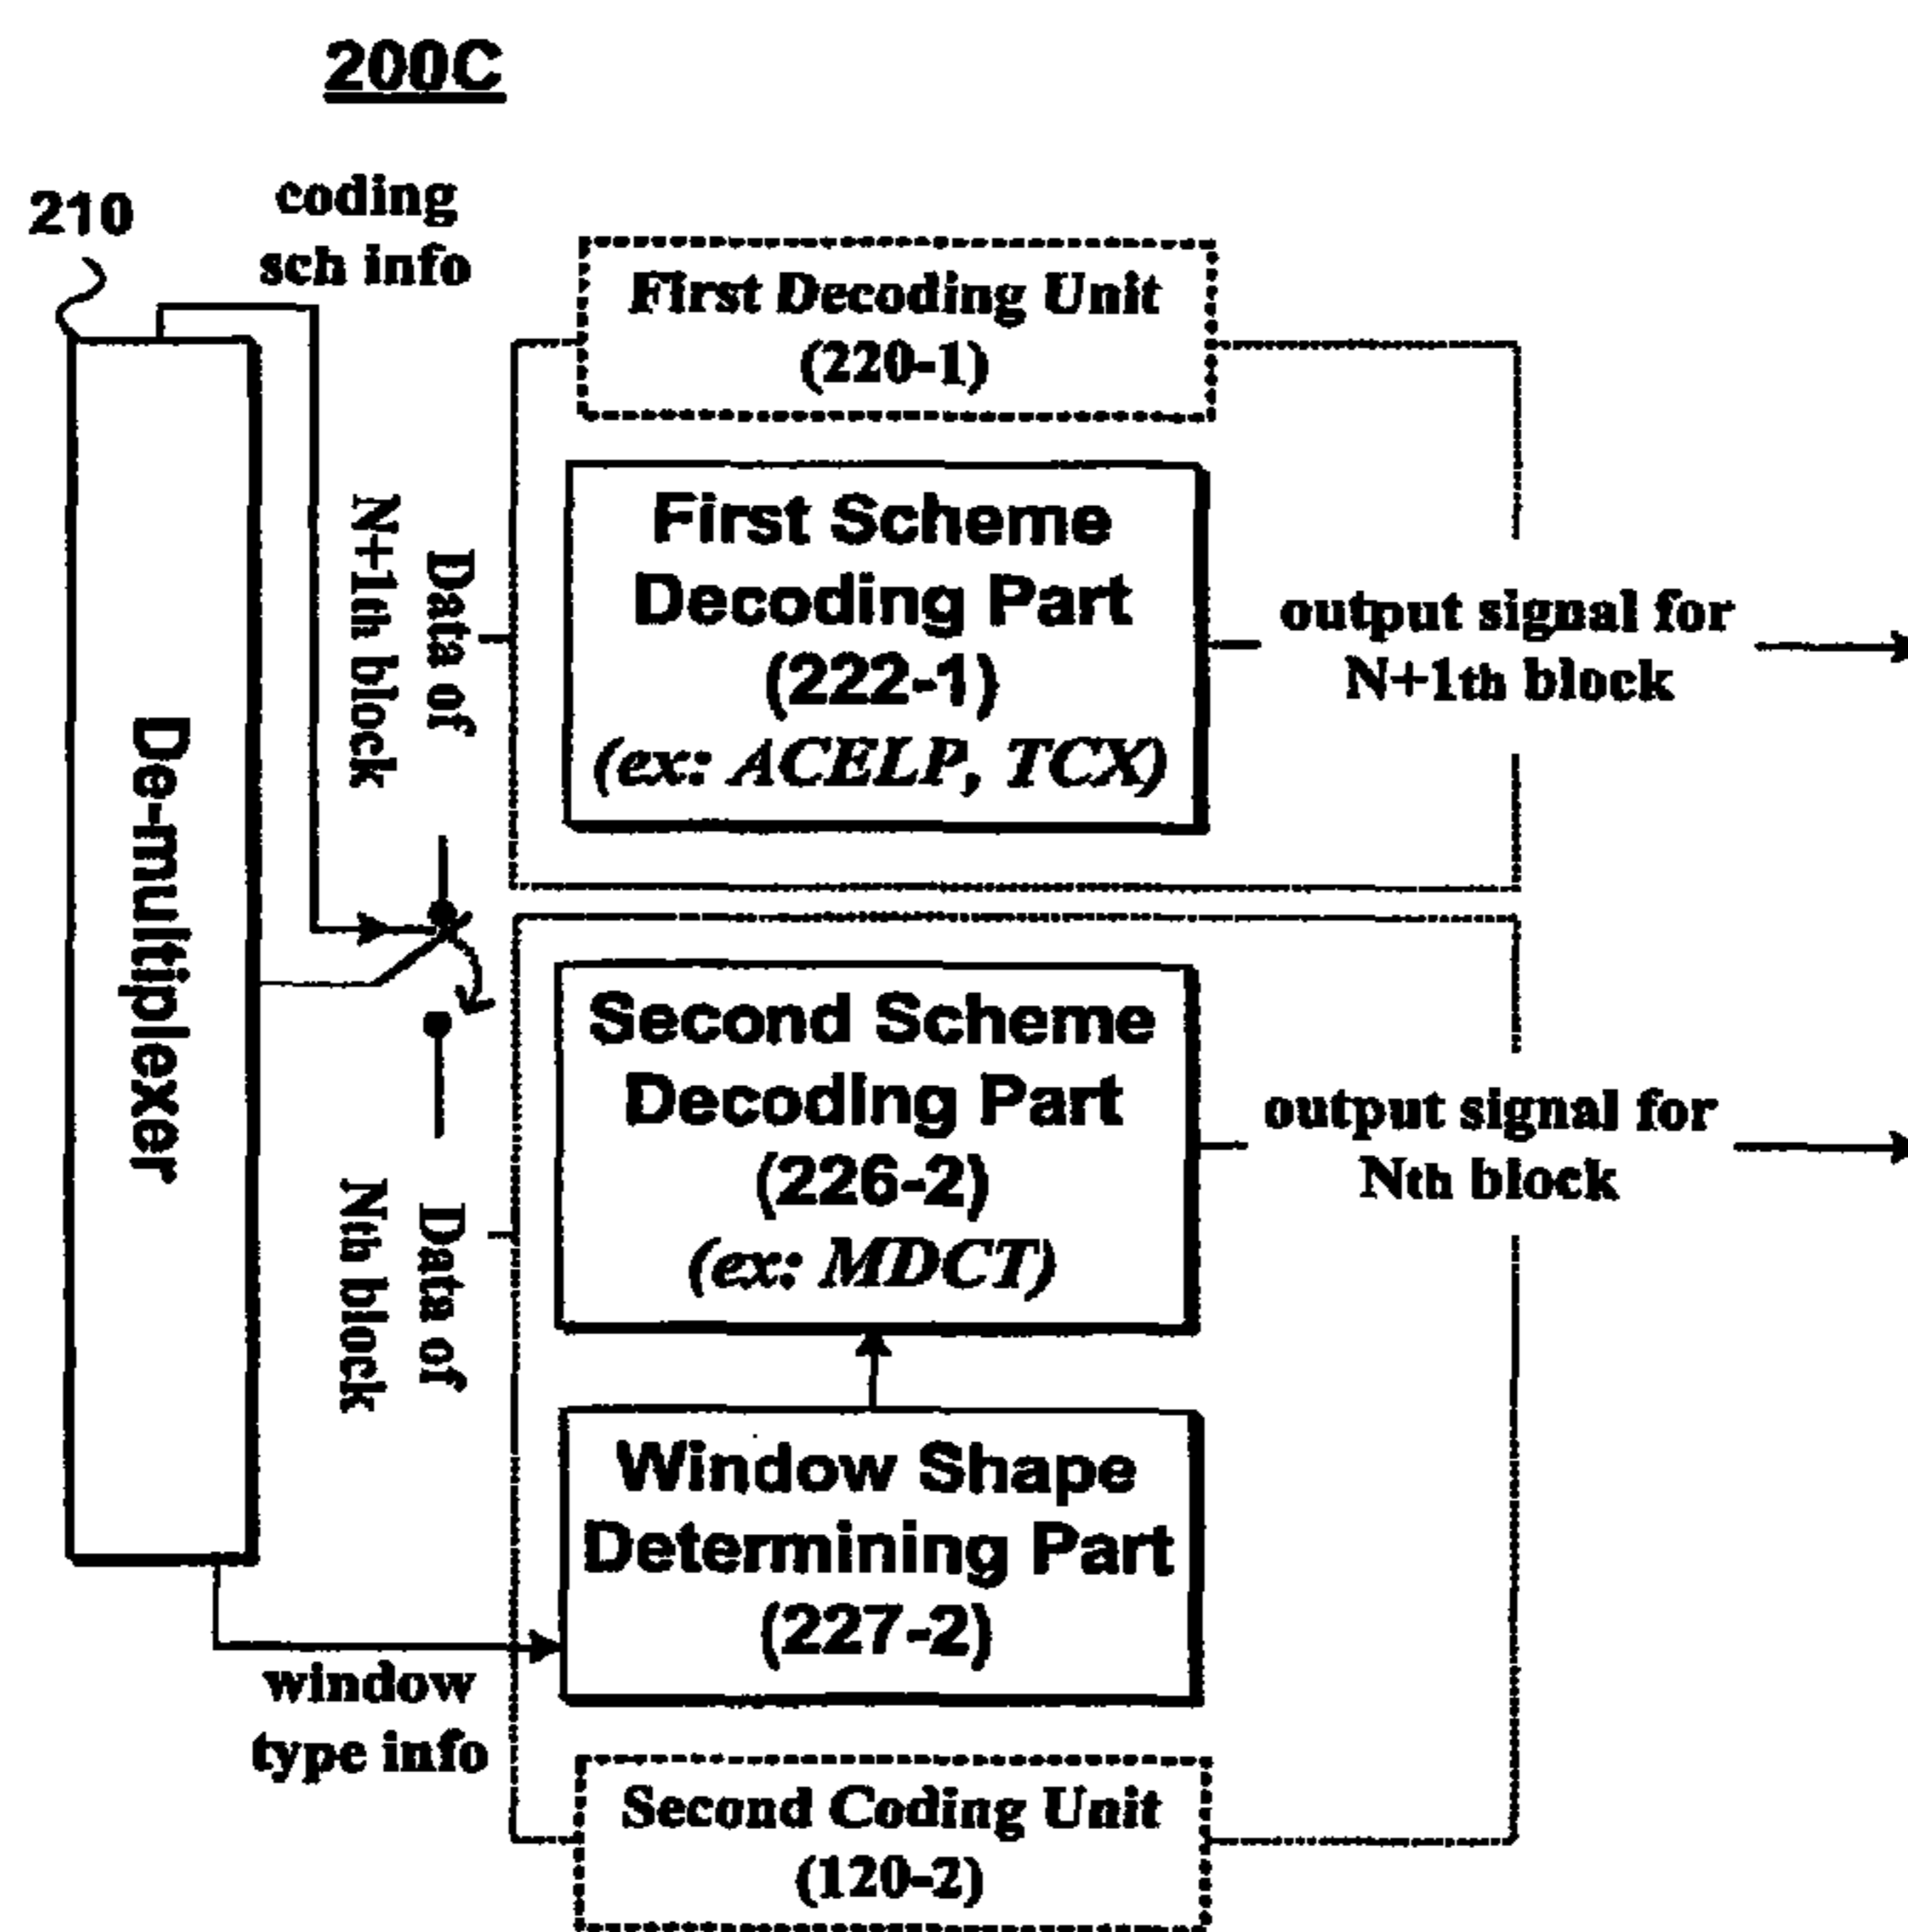 200C
210
coding
sch info
First Decoding Unit
(220-1)
Data of
N+1th block
First Scheme
Decoding Part
(222-1)
(ex: ACELP, TCX)
output signal for
N+1th block
De-multiplexer
Second Scheme
Decoding Part
(226-2)
(ex: MDCT)
output signal for
Nth block
Data of
Nth block
Window Shape
Determining Part
(227-2)
window
type info
Second Coding Unit
(120-2)